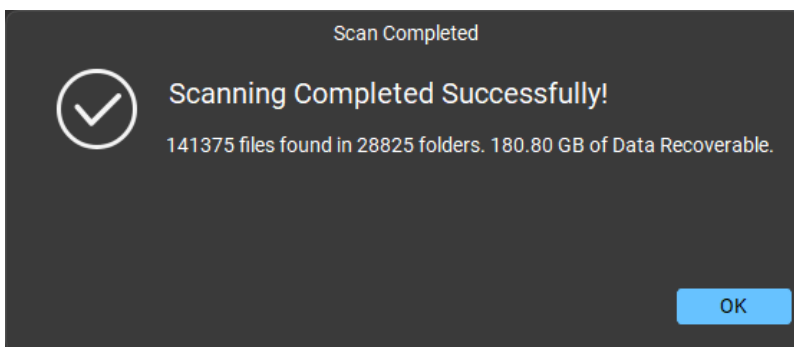 Scan Completed
Scanning Completed Successfully!
141375 files found in 28825 folders. 180.80 GB of Data Recoverable.
OK